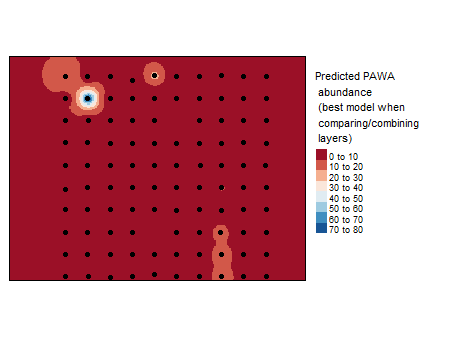 Predicted PAWA
abundance
(best model when
comparing/combining
layers)
0 to 10
10 to 20
20 to 30
30 to 40
40 to 50
50 to 60
60 to 70
70 to 80